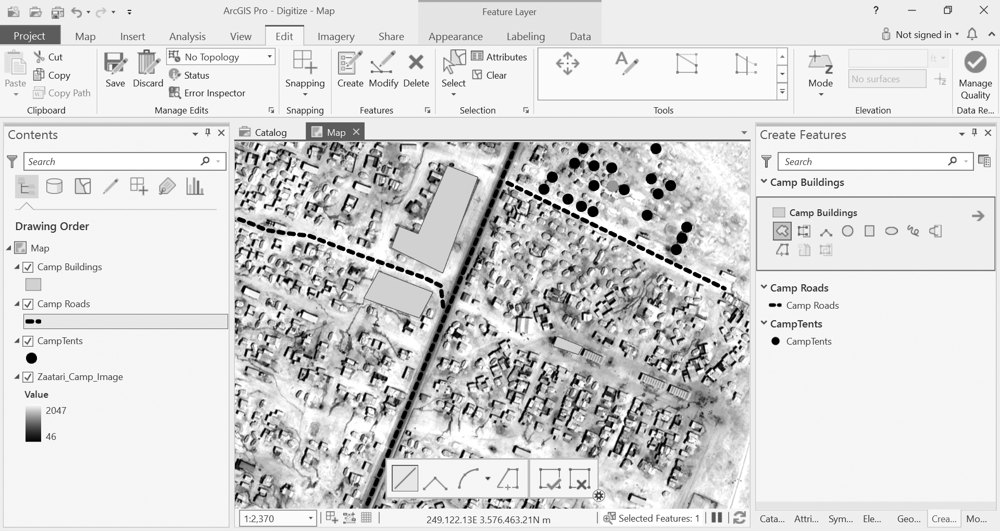 ArcGIS Pro - Digitize - Map
Feature Layer
?
Project
Map
Insert
Analysis
View
Edit
Imagery
Share
Appearance
Labeling
Data
Not signed in
Paste
Cut
Copy
Copy Path
Clipboard
Save
Discard
No Topology
Status
Error Inspector
Manage Edits
Snapping
Snapping
Create
Modify
Delete
Features
Select
Attributes
Clear
Selection
A
Tools
Mode
Z
ft
No surfaces
Elevation
Manage
Quality
Data Re...
Contents
Search
Drawing Order
Map
Camp Buildings
Camp Roads
CampTents
Zaatari_Camp_Image
Value
2047
46
Catalog
Map
1:2,370
249,122.13E 3,576,463.21N m
Selected Features: 1
Create Features
Search
Camp Buildings
Camp Buildings
Camp Roads
Camp Roads
CampTents
CampTents
Cata...
Attri...
Sym...
Ele...
Geo...
Crea...
Mo...